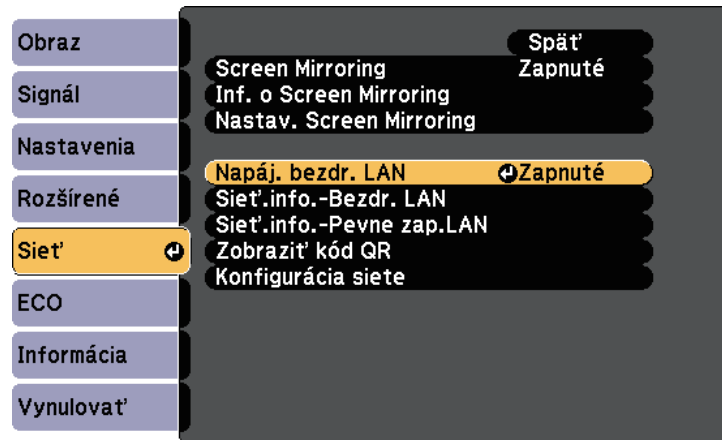 Obraz
Signál
Nastavenia
Rozšírené
Sieť
ECO
Informácia
Vynulovať
Späť
Screen Mirroring Zapnuté
Inf. o Screen Mirroring
Nastav. Screen Mirroring
Napáj. bezdr. LAN Zapnuté
Sieť.info.-Bezdr. LAN
Sieť.info.-Pevne zap.LAN
Zobraziť kód QR
Konfigurácia siete